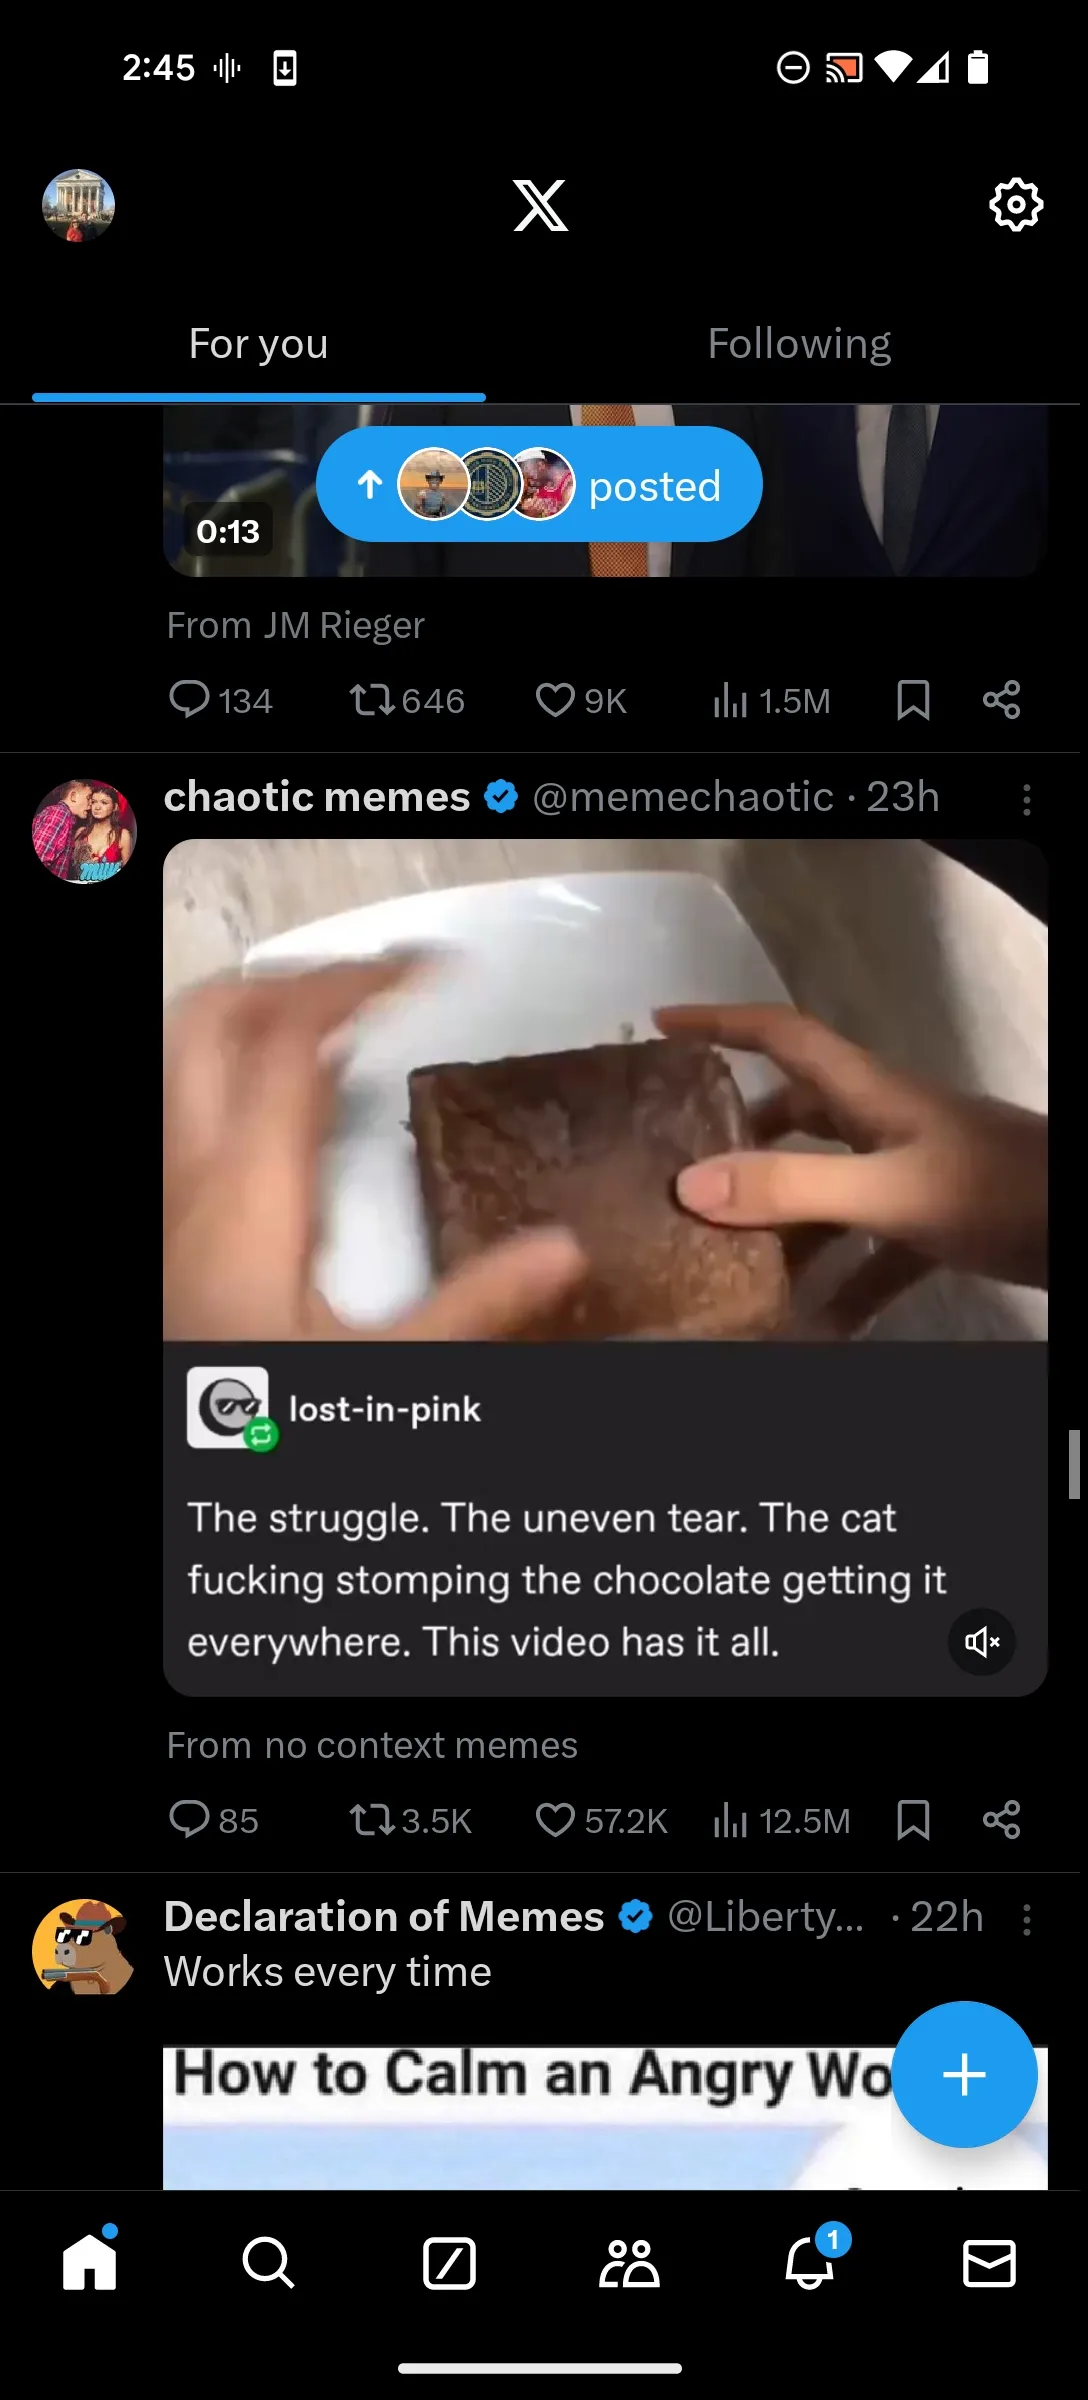 2:45
For you
Following
posted
0:13
From JM Rieger
134 646 9K 1.5M
chaotic memes @memechaotic · 23h
lost-in-pink
The struggle. The uneven tear. The cat
fucking stomping the chocolate getting it
everywhere. This video has it all.
From no context memes
85 3.5K 57.2K 12.5M
Declaration of Memes @Liberty... · 22h
Works every time
How to Calm an Angry Wo
1